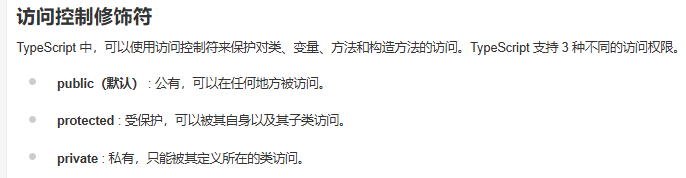 访问控制修饰符
TypeScript 中，可以使用访问控制符来保护对类、变量、方法和构造方法的访问。TypeScript 支持 3 种不同的访问权限。
public（默认） : 公有，可以在任何地方被访问。
protected : 受保护，可以被其自身以及其子类访问。
private : 私有，只能被其定义所在的类访问。